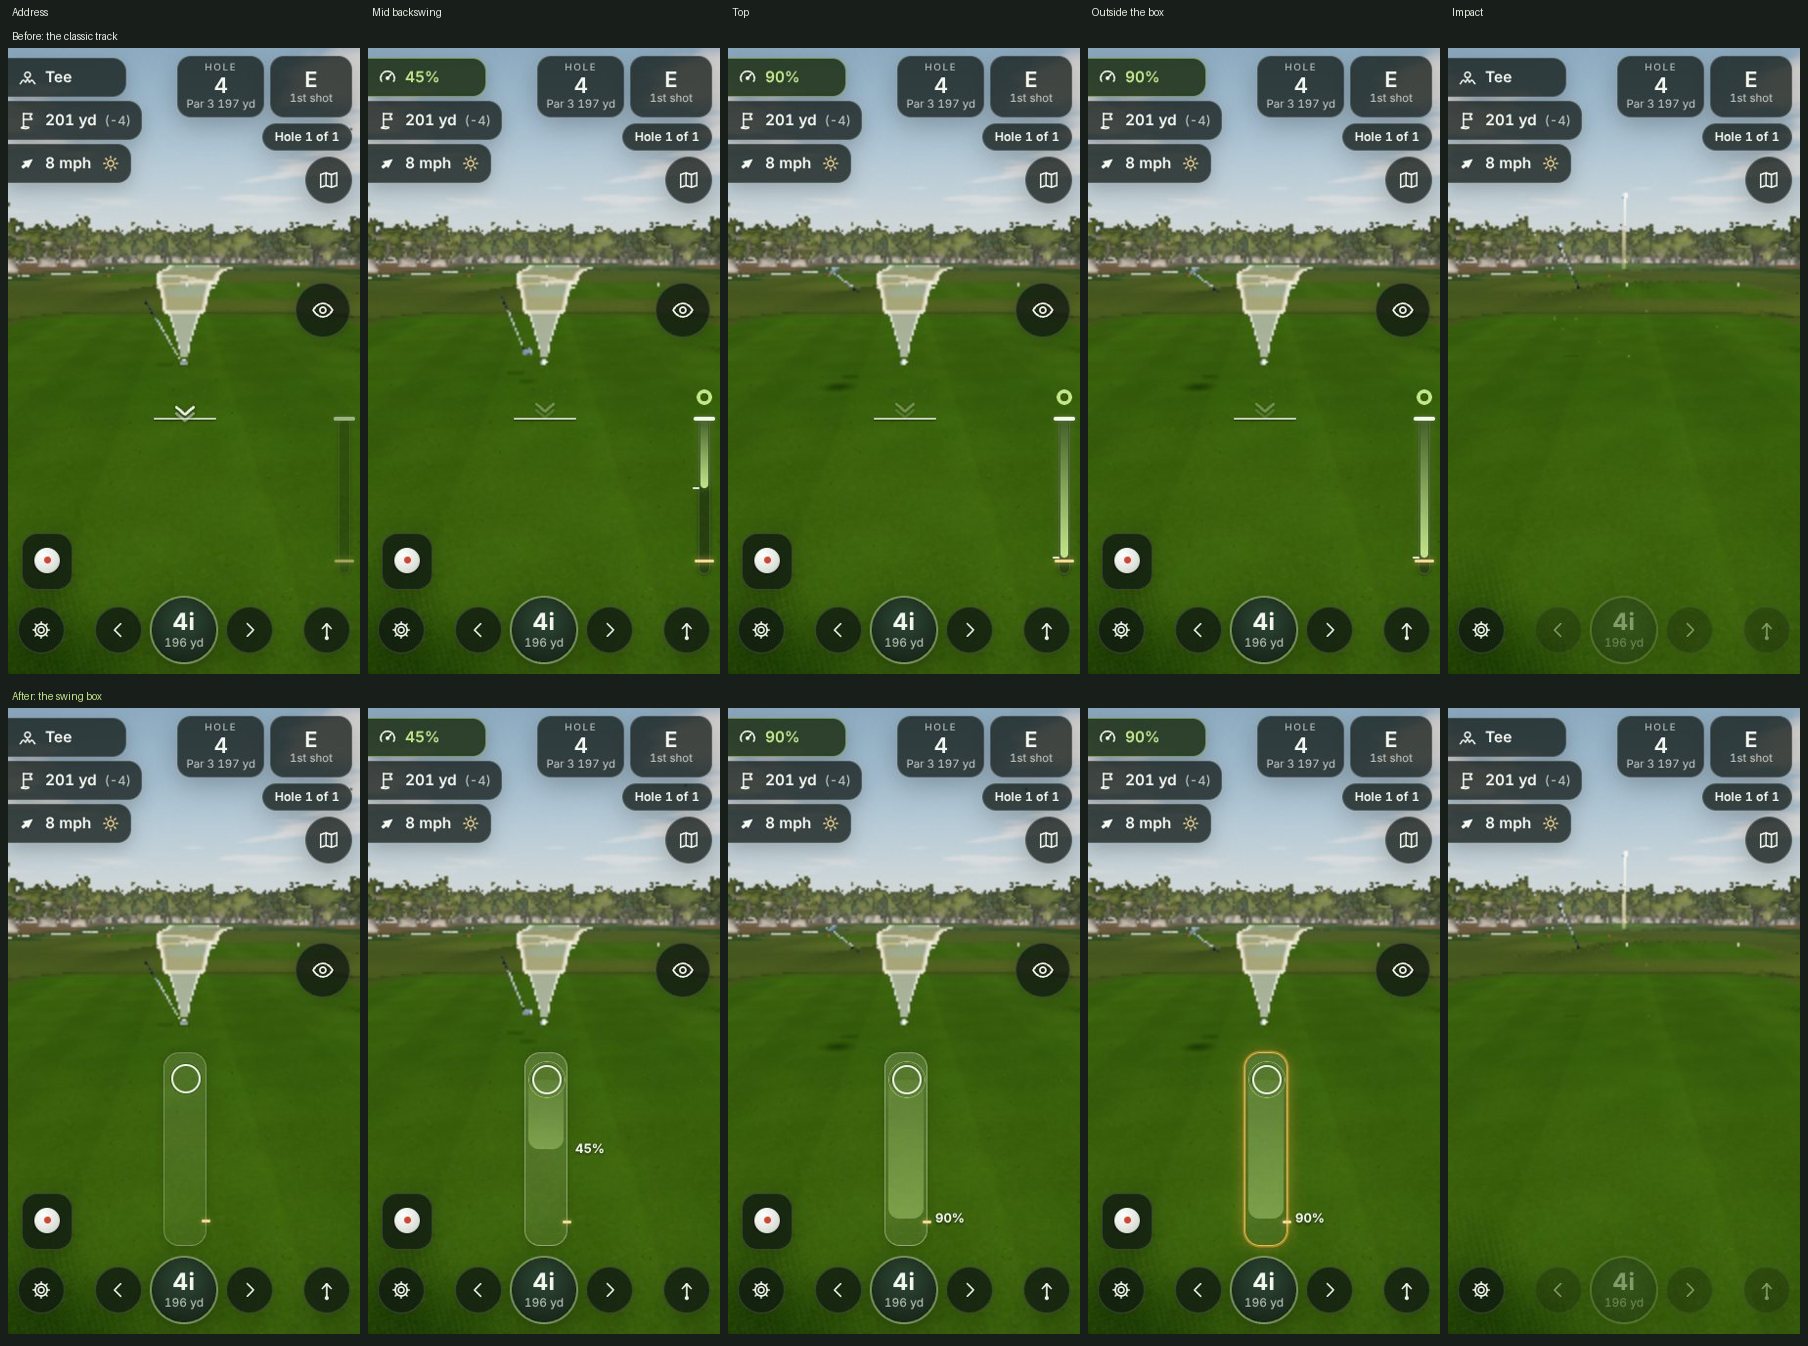 Address
Mid backswing
Top
Outside the box
Impact
Before: the classic track
Tee
HOLE
4
Par 3 197 yd
E
1st shot
201 yd (-4)
Hole 1 of 1
8 mph
4i
196 yd
45%
HOLE
4
Par 3 197 yd
E
1st shot
201 yd (-4)
Hole 1 of 1
8 mph
4i
196 yd
90%
HOLE
4
Par 3 197 yd
E
1st shot
201 yd (-4)
Hole 1 of 1
8 mph
4i
196 yd
90%
HOLE
4
Par 3 197 yd
E
1st shot
201 yd (-4)
Hole 1 of 1
8 mph
4i
196 yd
Tee
HOLE
4
Par 3 197 yd
E
1st shot
201 yd (-4)
Hole 1 of 1
8 mph
4i
196 yd
After: the swing box
Tee
HOLE
4
Par 3 197 yd
E
1st shot
201 yd (-4)
Hole 1 of 1
8 mph
4i
196 yd
45%
HOLE
4
Par 3 197 yd
E
1st shot
201 yd (-4)
Hole 1 of 1
8 mph
45%
4i
196 yd
90%
HOLE
4
Par 3 197 yd
E
1st shot
201 yd (-4)
Hole 1 of 1
8 mph
90%
4i
196 yd
90%
HOLE
4
Par 3 197 yd
E
1st shot
201 yd (-4)
Hole 1 of 1
8 mph
90%
4i
196 yd
Tee
HOLE
4
Par 3 197 yd
E
1st shot
201 yd (-4)
Hole 1 of 1
8 mph
4i
196 yd